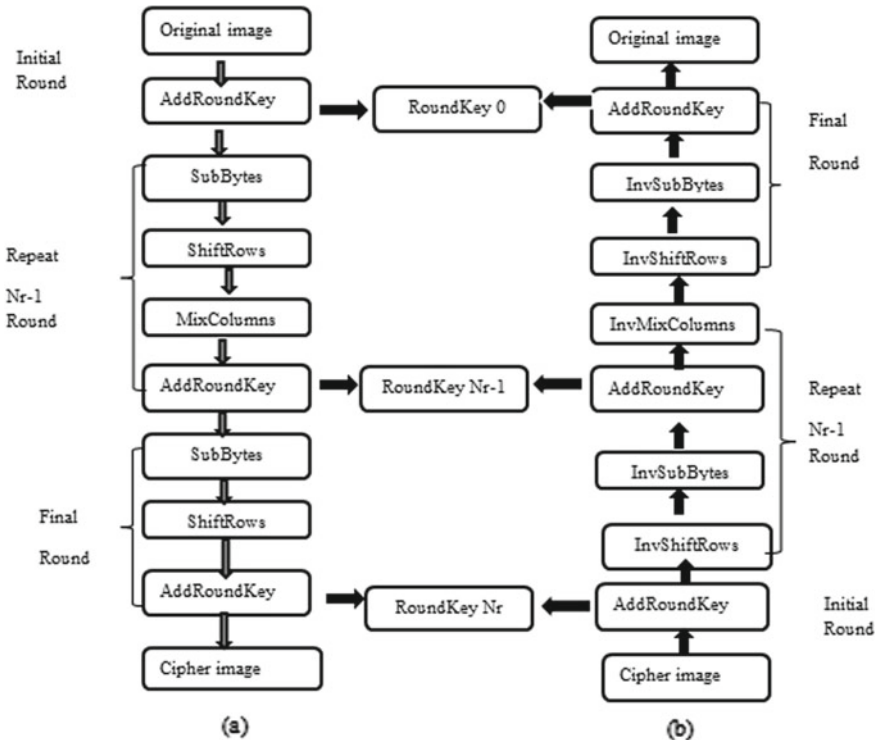 Original image
Initial
Round
AddRoundKey
SubBytes
ShiftRows
Repeat
Nr-1
Round
MixColumns
AddRoundKey
SubBytes
ShiftRows
Final
Round
AddRoundKey
Cipher image
(a)
RoundKey 0
RoundKey Nr-1
RoundKey Nr
Original image
AddRoundKey
Final
Round
InvSubBytes
InvShiftRows
InvMixColumns
AddRoundKey
Repeat
Nr-1
Round
InvSubBytes
InvShiftRows
AddRoundKey
Initial
Round
Cipher image
(b)